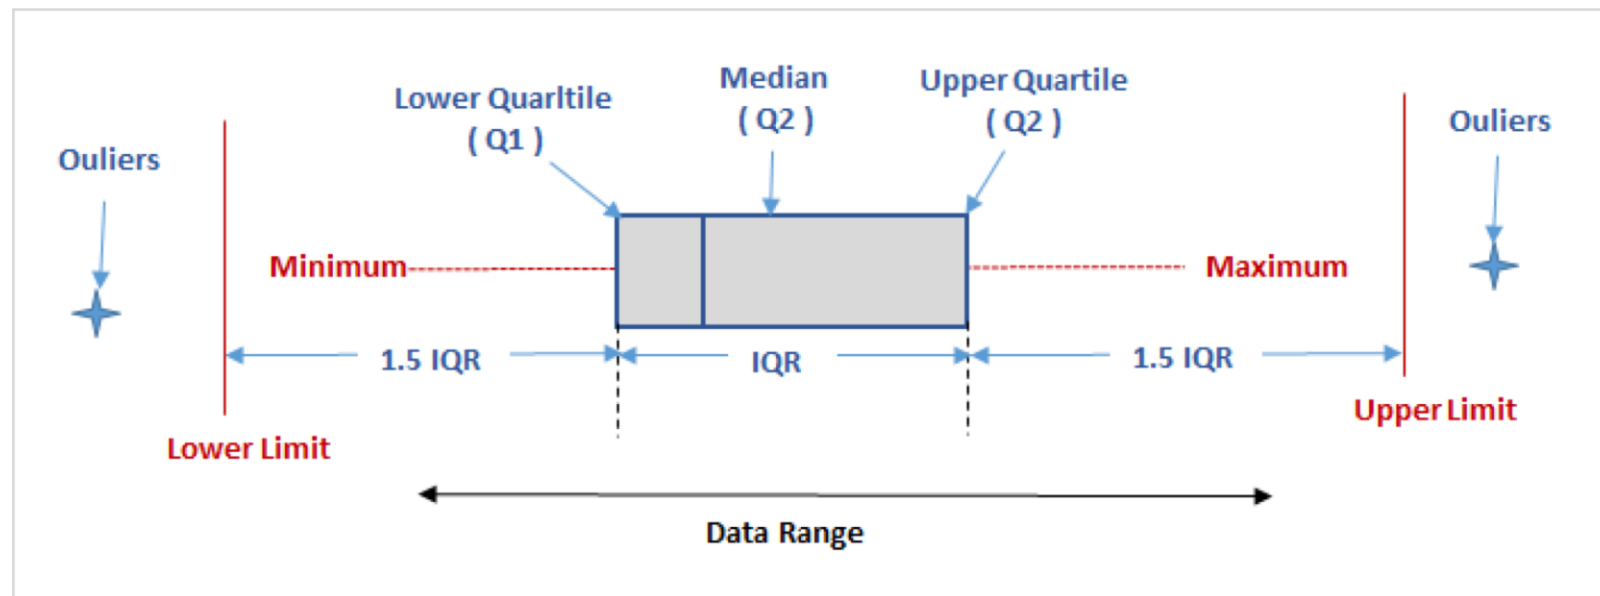 Median
( Q2 )
Upper Quartile
( Q2 )
Lower Quarltile
( Q1 )
Ouliers
Ouliers
Minimum
Maximum
1.5 IQR
IQR
1.5 IQR
Upper Limit
Lower Limit
Data Range